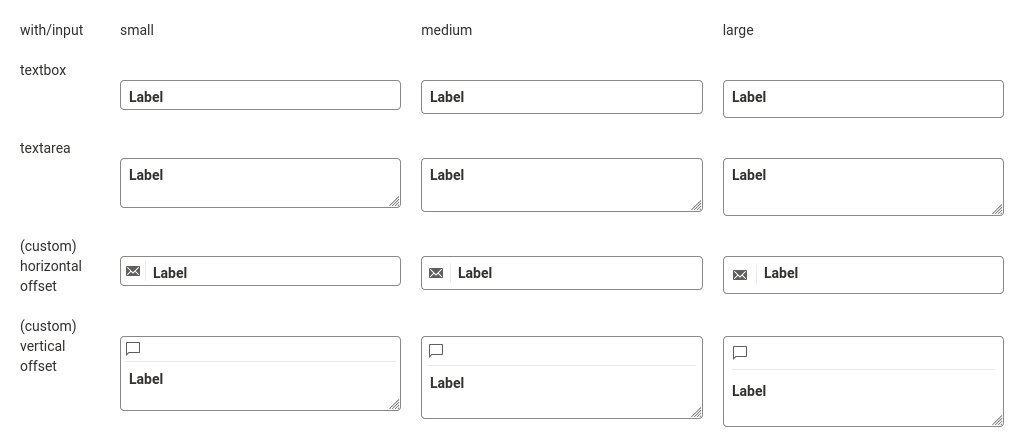 with/input small medium large
textbox
Label Label Label
textarea
Label Label Label
(custom)
horizontal
offset
Label Label Label
(custom)
vertical
offset
Label Label Label